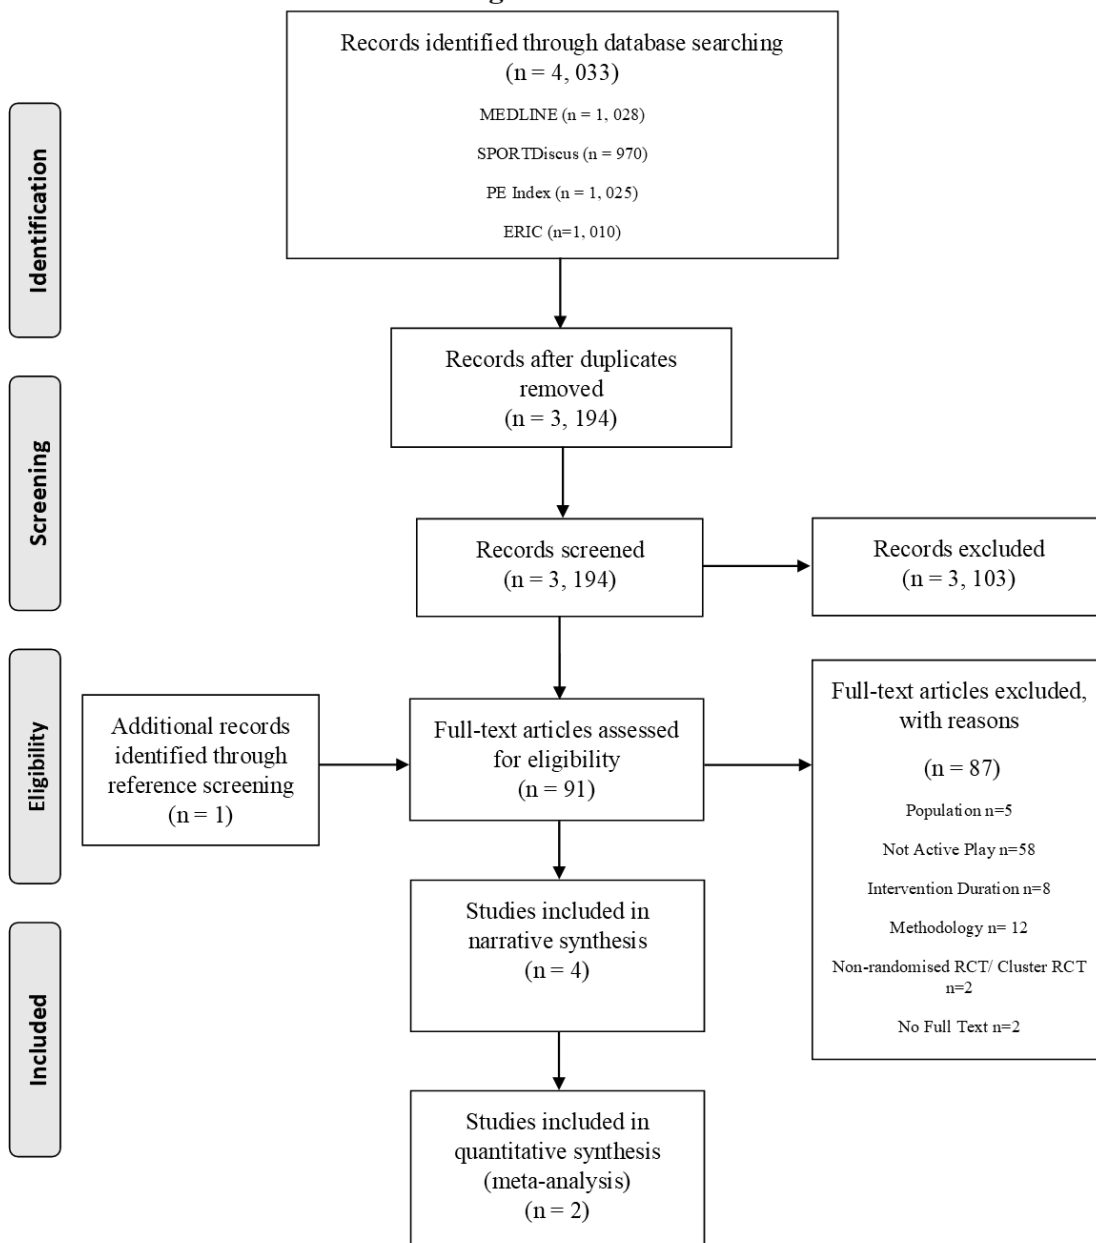 Records identified through database searching
(n = 4, 033)
MEDLINE (n = 1, 028)
SPORTDiscus (n = 970)
PE Index (n = 1, 025)
ERIC (n=1, 010)
Identification
Records after duplicates
removed
(n = 3, 194)
Screening
Records screened
(n = 3, 194)
Records excluded
(n = 3, 103)
Eligibility
Additional records
identified through
reference screening
(n = 1)
Full-text articles assessed
for eligibility
(n = 91)
Full-text articles excluded,
with reasons
(n = 87)
Population n=5
Not Active Play n=58
Intervention Duration n=8
Methodology n= 12
Non-randomised RCT/ Cluster RCT
n=2
No Full Text n=2
Studies included in
narrative synthesis
(n = 4)
Included
Studies included in
quantitative synthesis
(meta-analysis)
(n = 2)